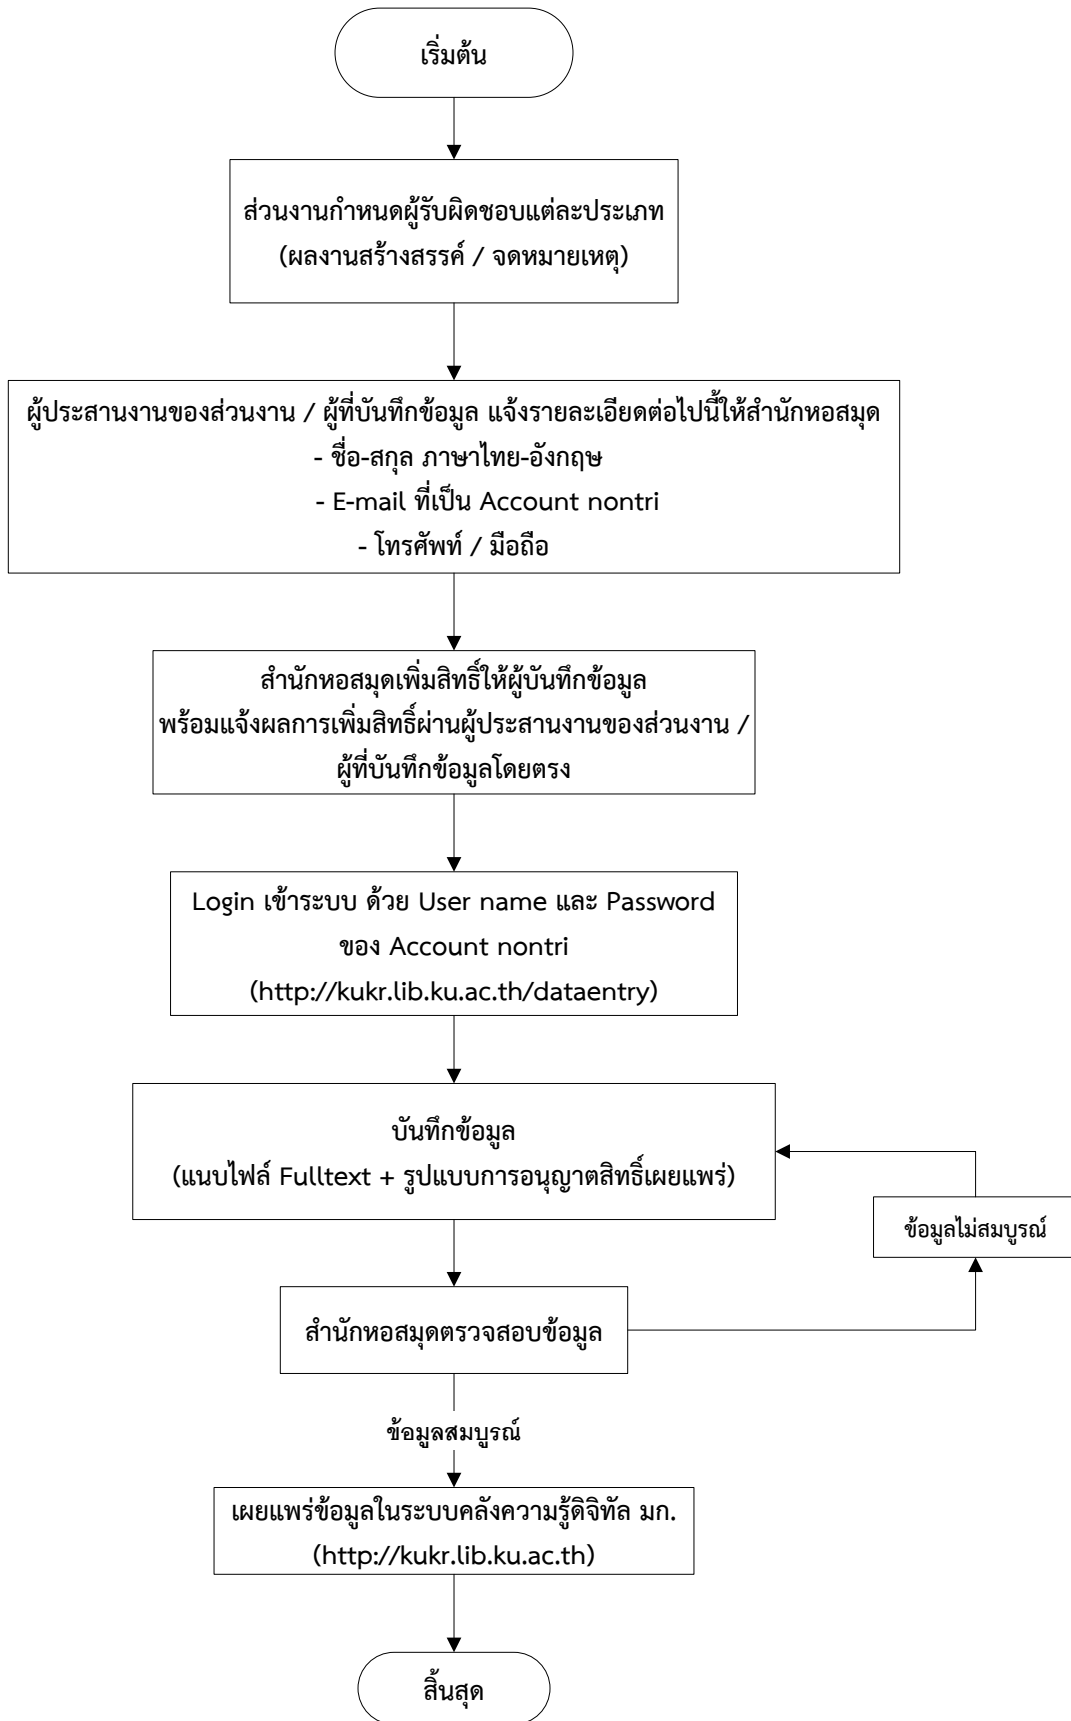 เริ่มต้น
ส่วนงานกำหนดผู้รับผิดชอบแต่ละประเภท
(ผลงานสร้างสรรค์ / จดหมายเหตุ)
ผู้ประสานงานของส่วนงาน / ผู้ที่บันทึกข้อมูล แจ้งรายละเอียดต่อไปนี้ให้สำนักหอสมุด
- ชื่อ-สกุล ภาษาไทย-อังกฤษ
- E-mail ที่เป็น Account nontri
- โทรศัพท์ / มือถือ
สำนักหอสมุดเพิ่มสิทธิ์ให้ผู้บันทึกข้อมูล
พร้อมแจ้งผลการเพิ่มสิทธิ์ผ่านผู้ประสานงานของส่วนงาน /
ผู้ที่บันทึกข้อมูลโดยตรง
Login เข้าระบบ ด้วย User name และ Password
ของ Account nontri
(http://kukr.lib.ku.ac.th/dataentry)
บันทึกข้อมูล
(แนบไฟล์ Fulltext + รูปแบบการอนุญาตสิทธิ์เผยแพร่)
ข้อมูลไม่สมบูรณ์
สำนักหอสมุดตรวจสอบข้อมูล
ข้อมูลสมบูรณ์
เผยแพร่ข้อมูลในระบบคลังความรู้ดิจิทัล มก.
(http://kukr.lib.ku.ac.th)
สิ้นสุด